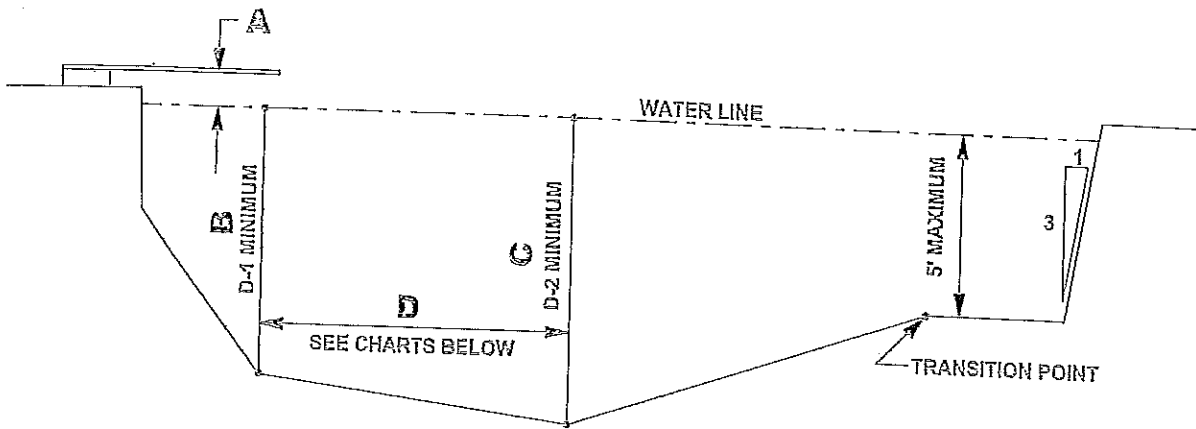 A
WATER LINE
B
D-1 MINIMUM
C
D-2 MINIMUM
5' MAXIMUM
1
3
D
SEE CHARTS BELOW
TRANSITION POINT